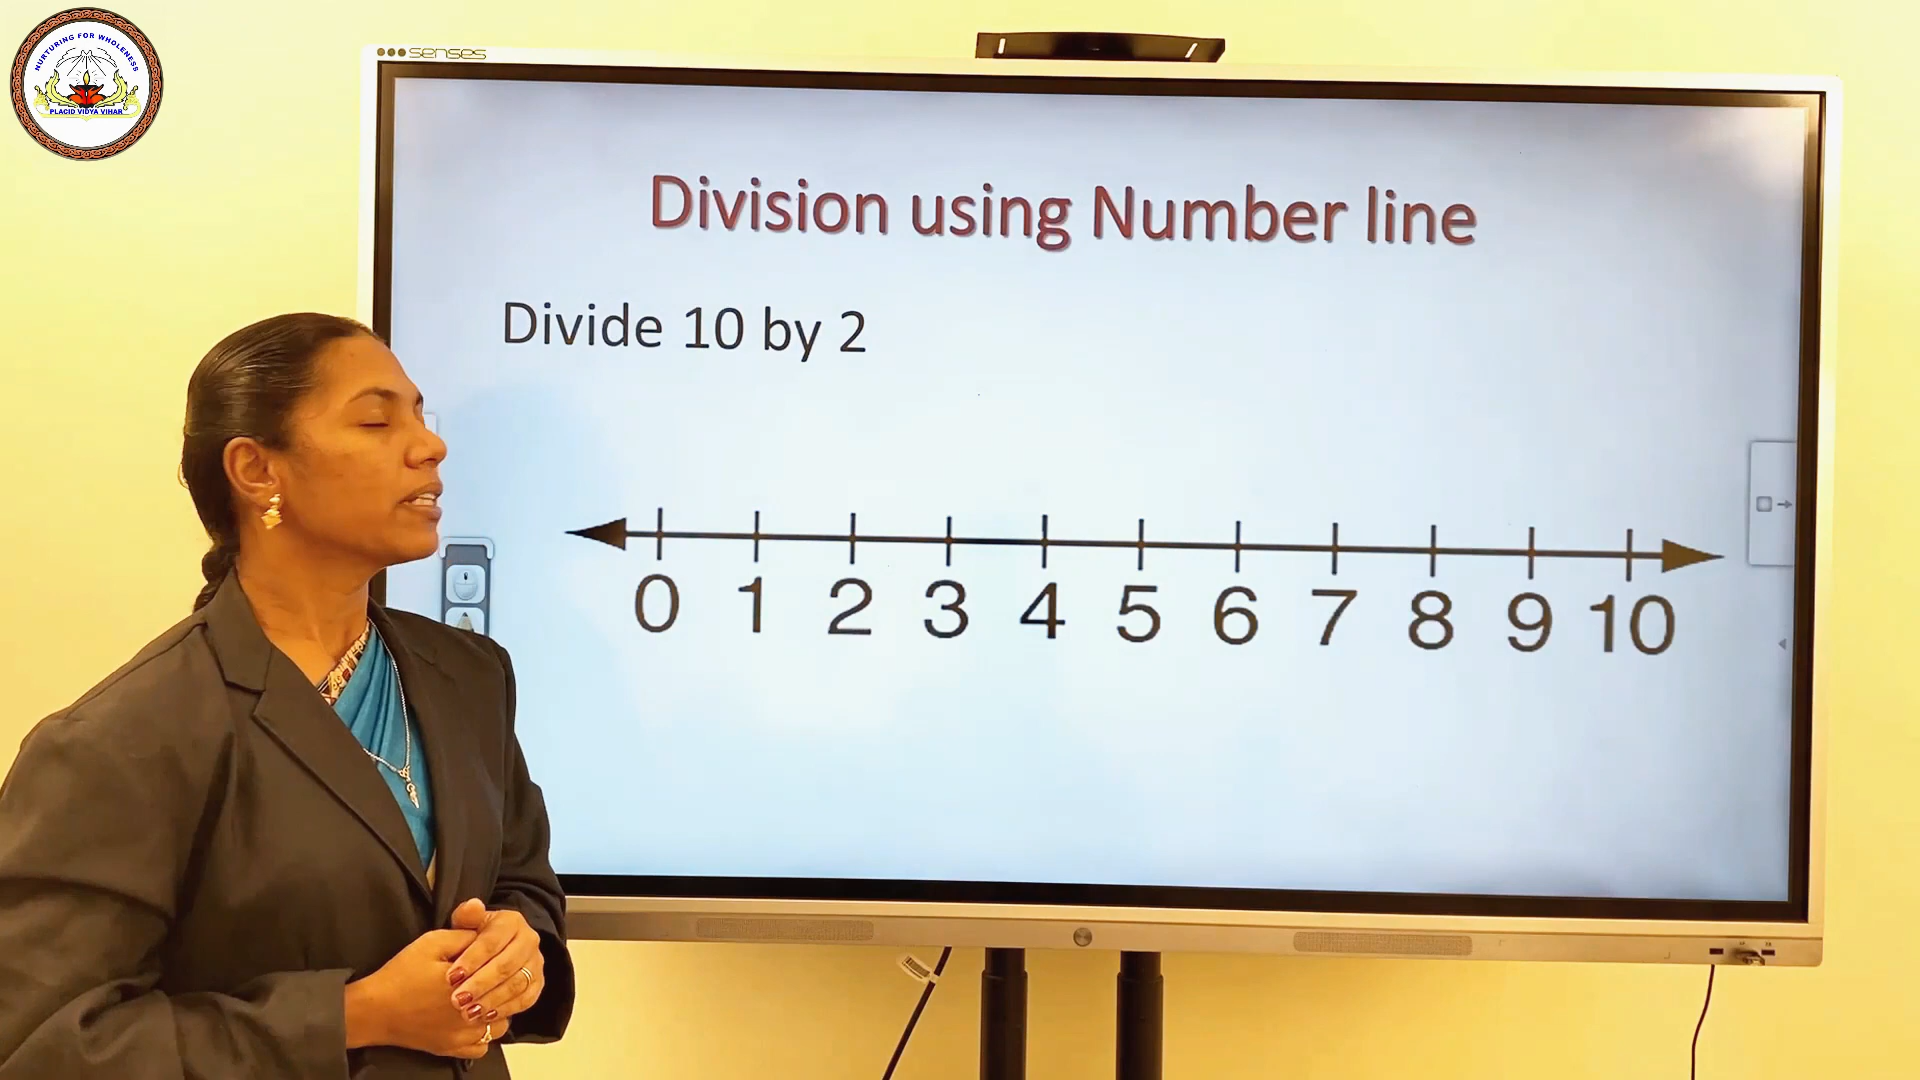 NURTURING FOR WHOLENESS
PLACID VIDYA VIHAR
senses
Division using Number line
Divide 10 by 2
0 1 2 3 4 5 6 7 8 9 10